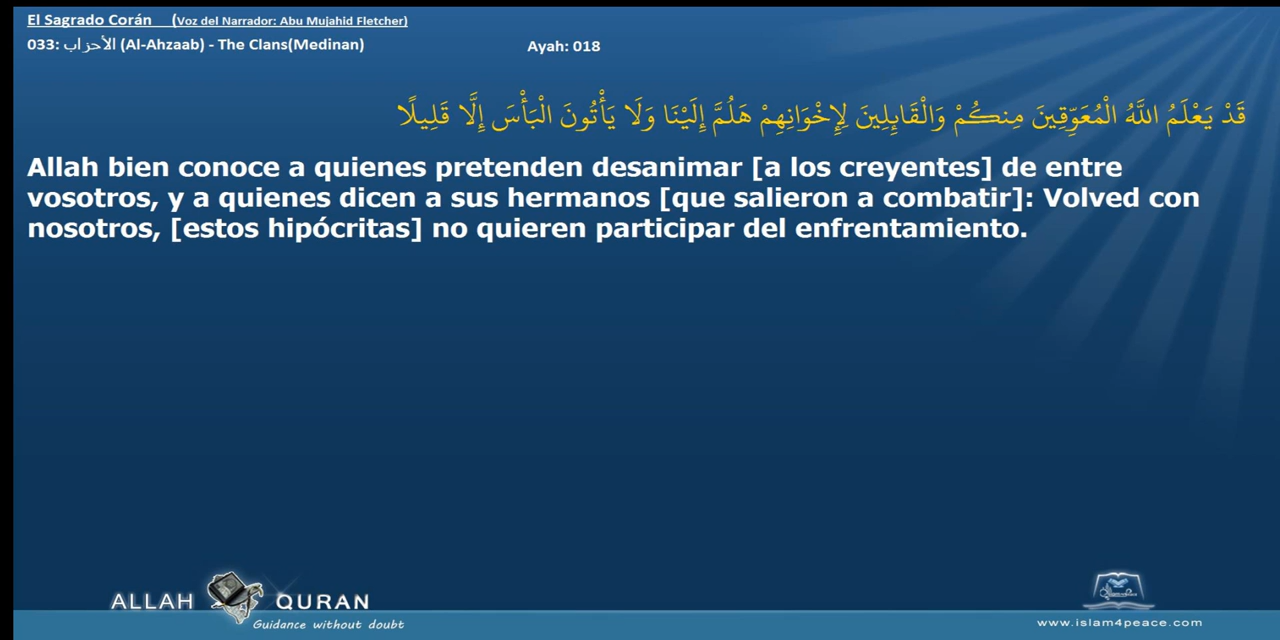 El Sagrado Corán (Voz del Narrador: Abu Mujahid Fletcher)
033: الأحزاب (Al-Ahzaab) - The Clans(Medinan) Ayah: 018
قَدْ يَعْلَمُ اللَّهُ الْمُعَوِّقِينَ مِنكُمْ وَالْقَائِلِينَ لِإِخْوَانِهِمْ هَلُمَّ إِلَيْنَا وَلَا يَأْتُونَ الْبَأْسَ إِلَّا قَلِيلًا
Allah bien conoce a quienes pretenden desanimar [a los creyentes] de entre
vosotros, y a quienes dicen a sus hermanos [que salieron a combatir]: Volved con
nosotros, [estos hipócritas] no quieren participar del enfrentamiento.
ALLAH QURAN
Guidance without doubt
www.islam4peace.com